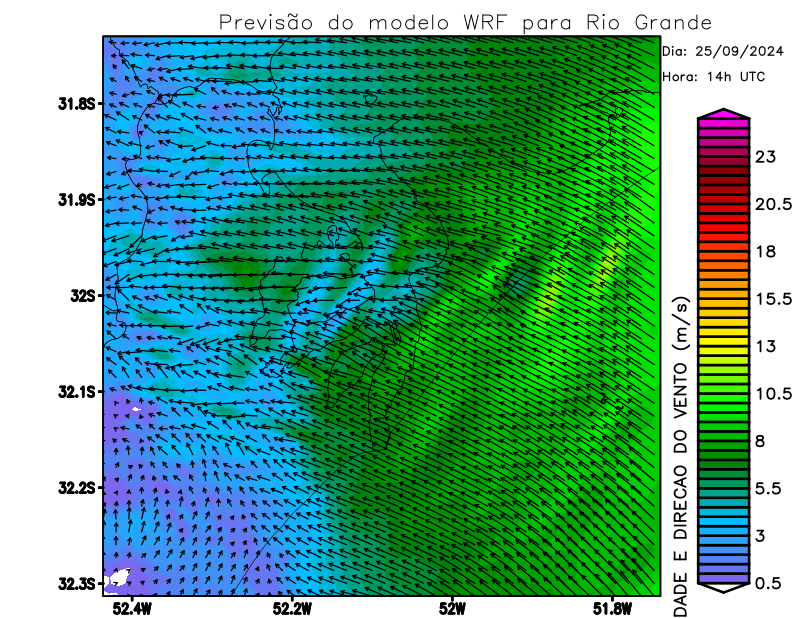 Previsão do modelo WRF para Rio Grande
Dia: 25/09/2024
Hora: 14h UTC
31.8S
31.9S
32S
32.1S
32.2S
32.3S
52.4W
52.2W
52W
51.8W
23
20.5
18
15.5
13
10.5
8
5.5
3
0.5
DADE E DIRECAO DO VENTO (m/s)